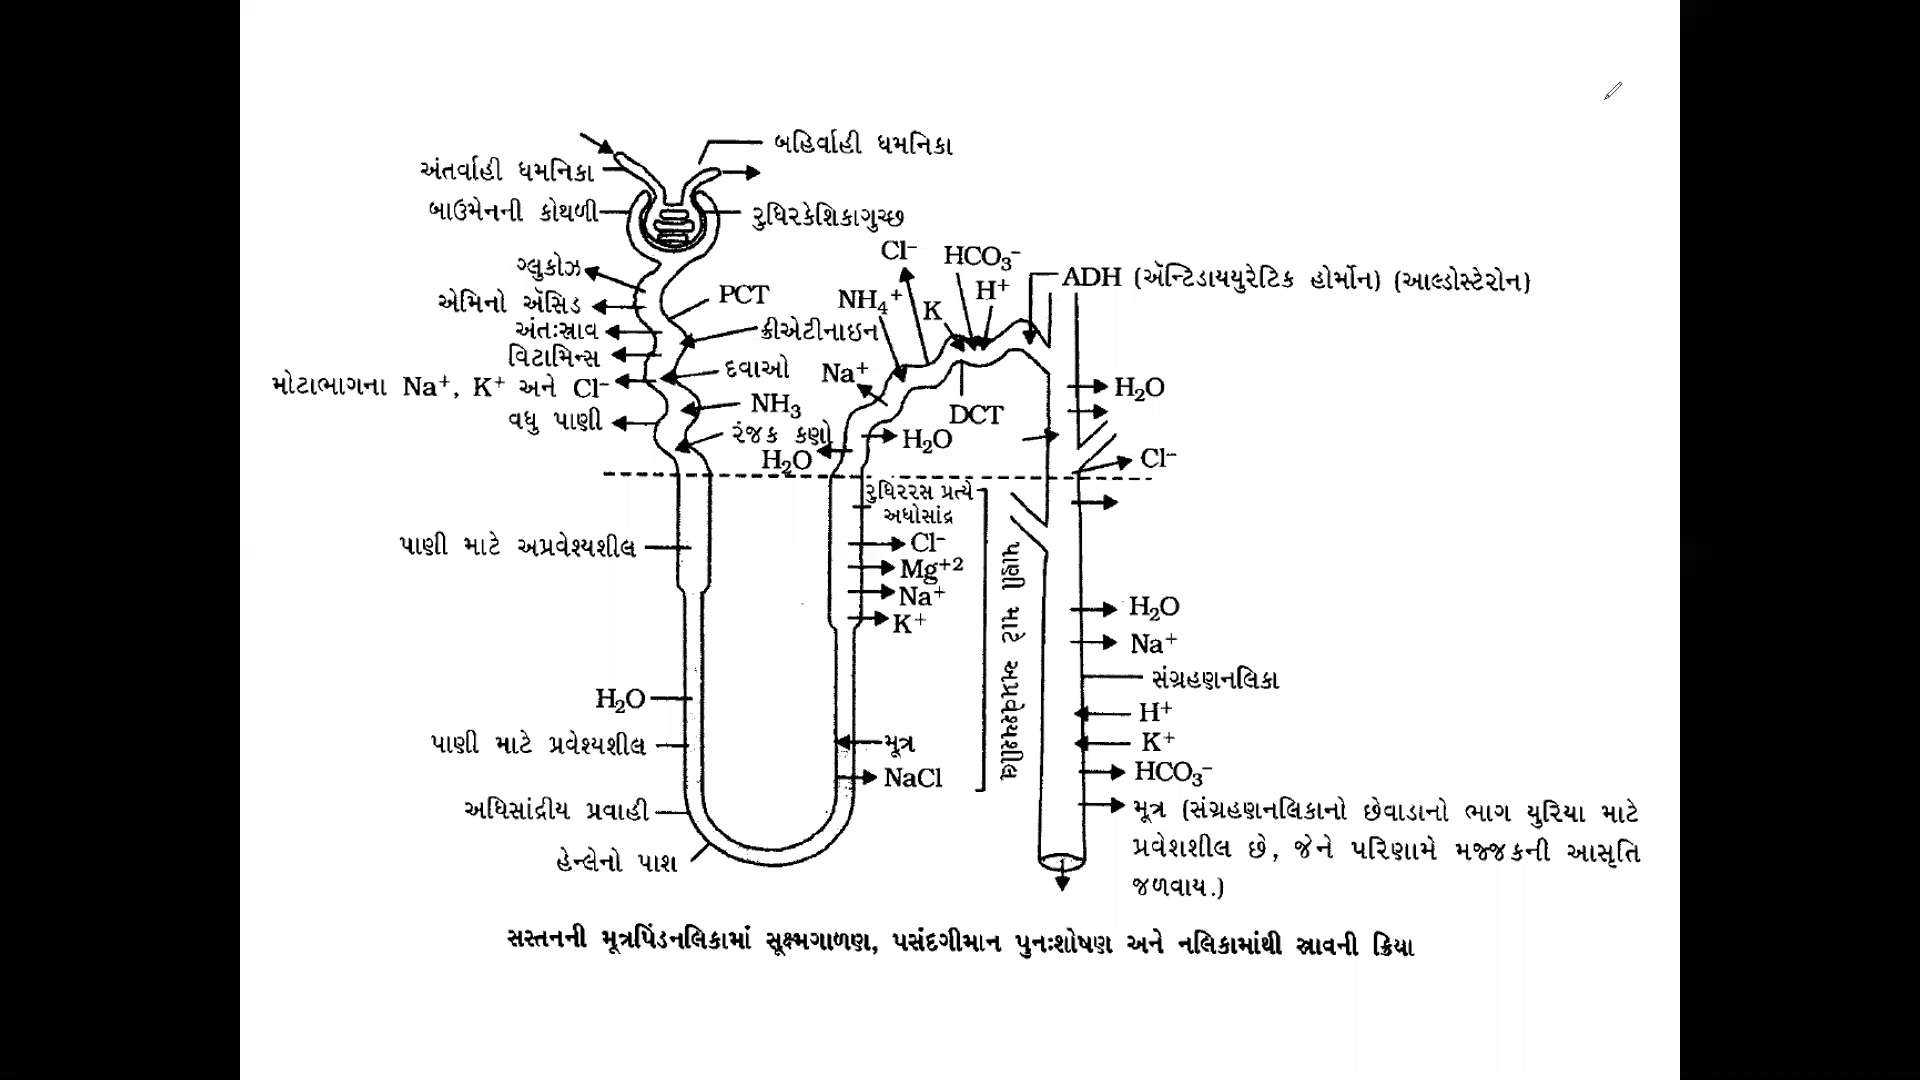 બહિર્વાહી ધમનિકા
અંતર્વાહી ધમનિકા
બાઉમેનની કોથળી
રુધિરકેશિકાગુચ્છ
ગ્લુકોઝ
એમિનો ઍસિડ
અંતઃસ્રાવ
વિટામિન્સ
મોટાભાગના Na⁺, K⁺ અને Cl⁻
વધુ પાણી
PCT
ક્રીએટીનાઇન
દવાઓ
NH₃
રંજક કણો
H₂O
Cl⁻
HCO₃⁻
NH₄⁺
K
H⁺
Na⁺
DCT
H₂O
ADH (ઍન્ટિડાયયુરેટિક હોર્મોન) (આલ્ડોસ્ટેરોન)
H₂O
Cl⁻
રુધિરરસ પ્રત્યે
અધોસાંદ્ર
Cl⁻
Mg⁺²
Na⁺
K⁺
પાણી માટે અપ્રવેશ્યશીલ
પાણી માટે અપ્રવેશ્યશીલ
H₂O
પાણી માટે પ્રવેશ્યશીલ
અધિસાંદ્રીય પ્રવાહી
હેન્લેનો પાશ
મૂત્ર
NaCl
H₂O
Na⁺
સંગ્રહણનલિકા
H⁺
K⁺
HCO₃⁻
મૂત્ર (સંગ્રહણનલિકાનો છેવાડાનો ભાગ યુરિયા માટે
પ્રવેશશીલ છે, જેને પરિણામે મજ્જકની આસૃતિ
જળવાય.)
સસ્તનની મૂત્રપિંડનલિકામાં સૂક્ષ્મગાળણ, પસંદગીમાન પુનઃશોષણ અને નલિકામાંથી સ્રાવની ક્રિયા